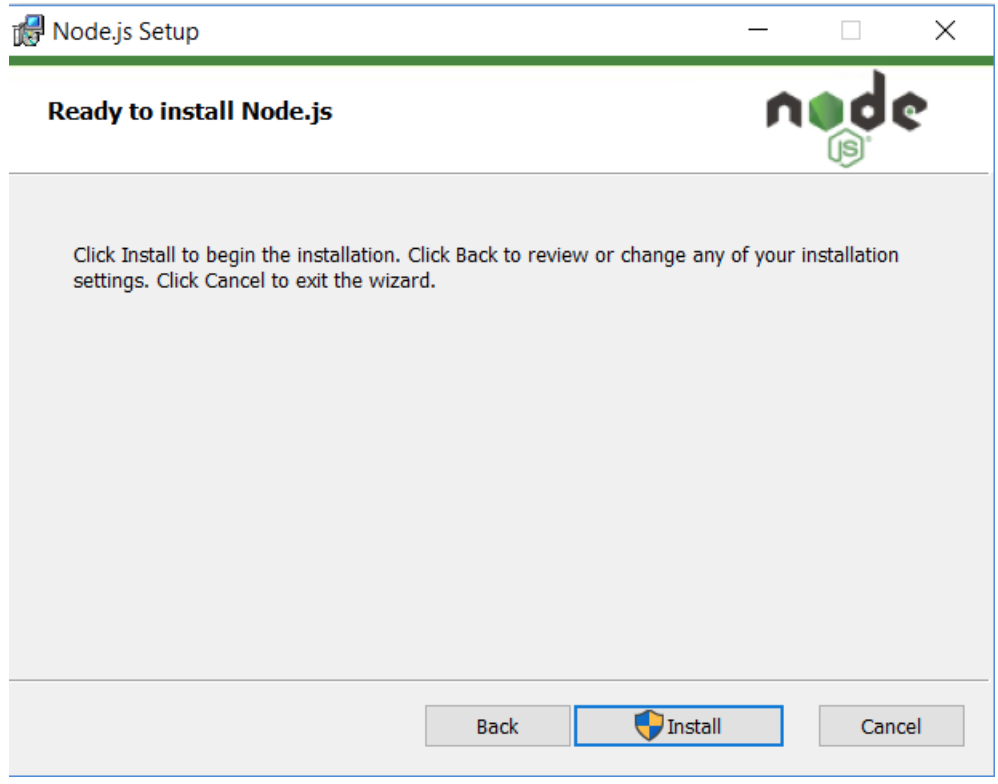 Node.js Setup
Ready to install Node.js
node
JS
Click Install to begin the installation. Click Back to review or change any of your installation
settings. Click Cancel to exit the wizard.
Back
Install
Cancel